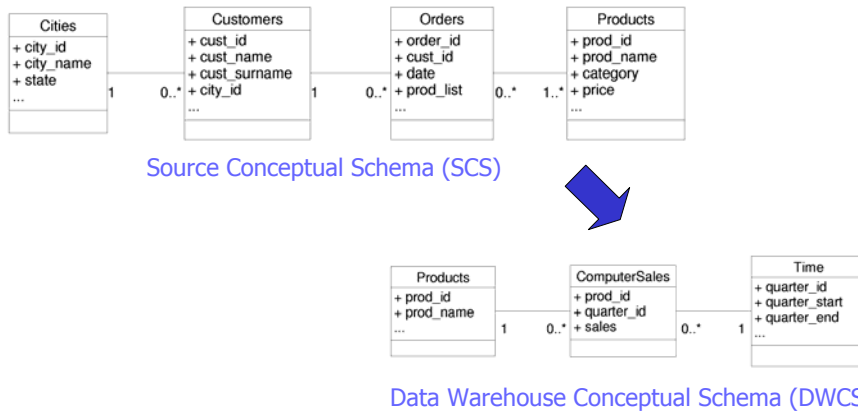 Cities
+ city_id
+ city_name
+ state
...
1
0..*
Customers
+ cust_id
+ cust_name
+ cust_surname
+ city_id
...
1
0..*
Orders
+ order_id
+ cust_id
+ date
+ prod_list
...
0..*
1..*
Products
+ prod_id
+ prod_name
+ category
+ price
...
Source Conceptual Schema (SCS)
Products
+ prod_id
+ prod_name
...
1
0..*
ComputerSales
+ prod_id
+ quarter_id
+ sales
0..*
1
Time
+ quarter_id
+ quarter_start
+ quarter_end
...
Data Warehouse Conceptual Schema (DWCS